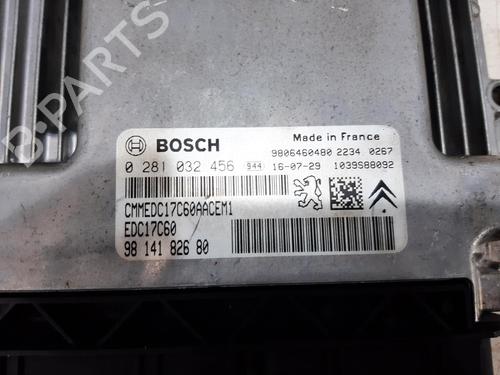 B-PARTS
BOSCH
Made in France
0 281 032 456 944 16-07-29
9806460480 2234 0267
1039S88092
CMMEDC17C60AACEM1
EDC17C60
98 141 826 80